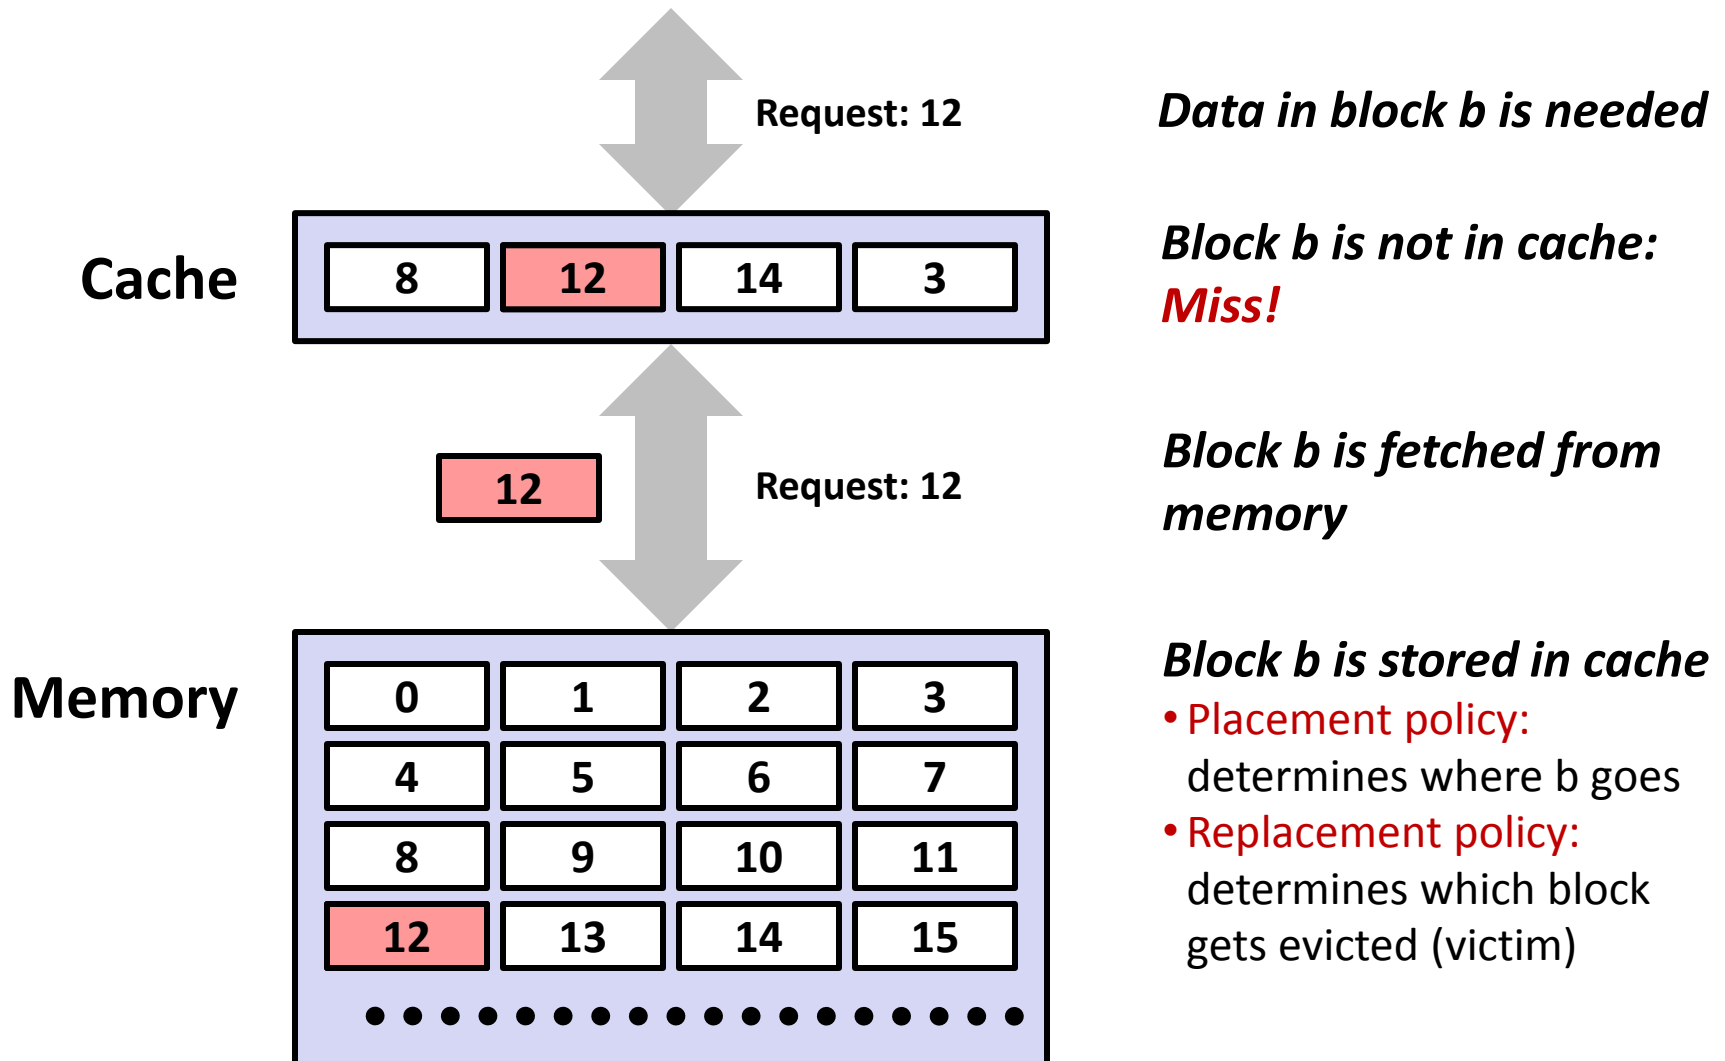 Request: 12
Data in block b is needed
Cache
8 12 14 3
Block b is not in cache:
Miss!
12
Request: 12
Block b is fetched from
memory
Memory
0 1 2 3
4 5 6 7
8 9 10 11
12 13 14 15
Block b is stored in cache
• Placement policy:
determines where b goes
• Replacement policy:
determines which block
gets evicted (victim)